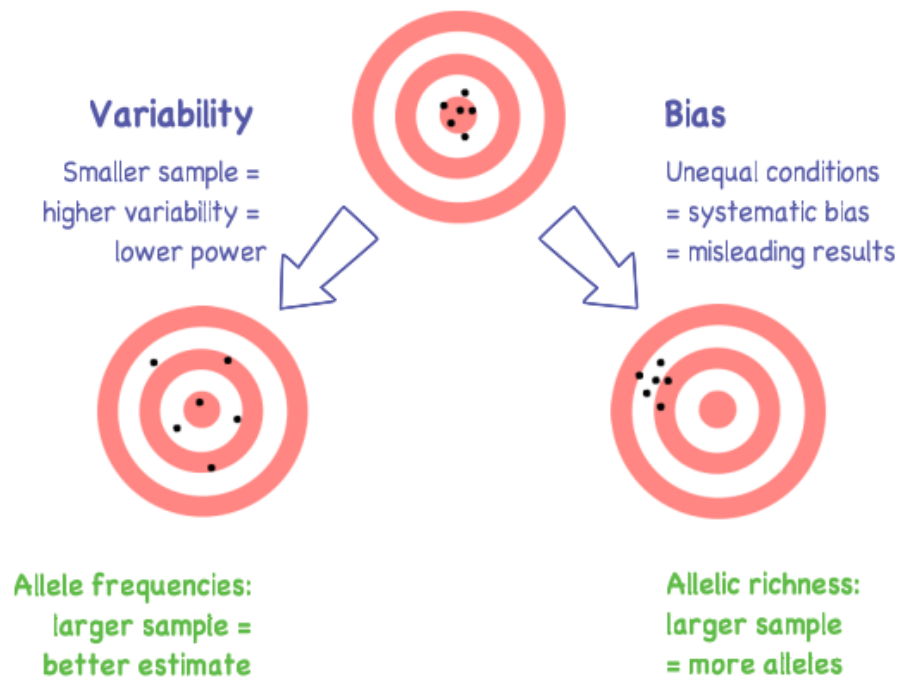 Variability
Smaller sample =
higher variability =
lower power
Bias
Unequal conditions
= systematic bias
= misleading results
Allele frequencies:
larger sample =
better estimate
Allelic richness:
larger sample
= more alleles